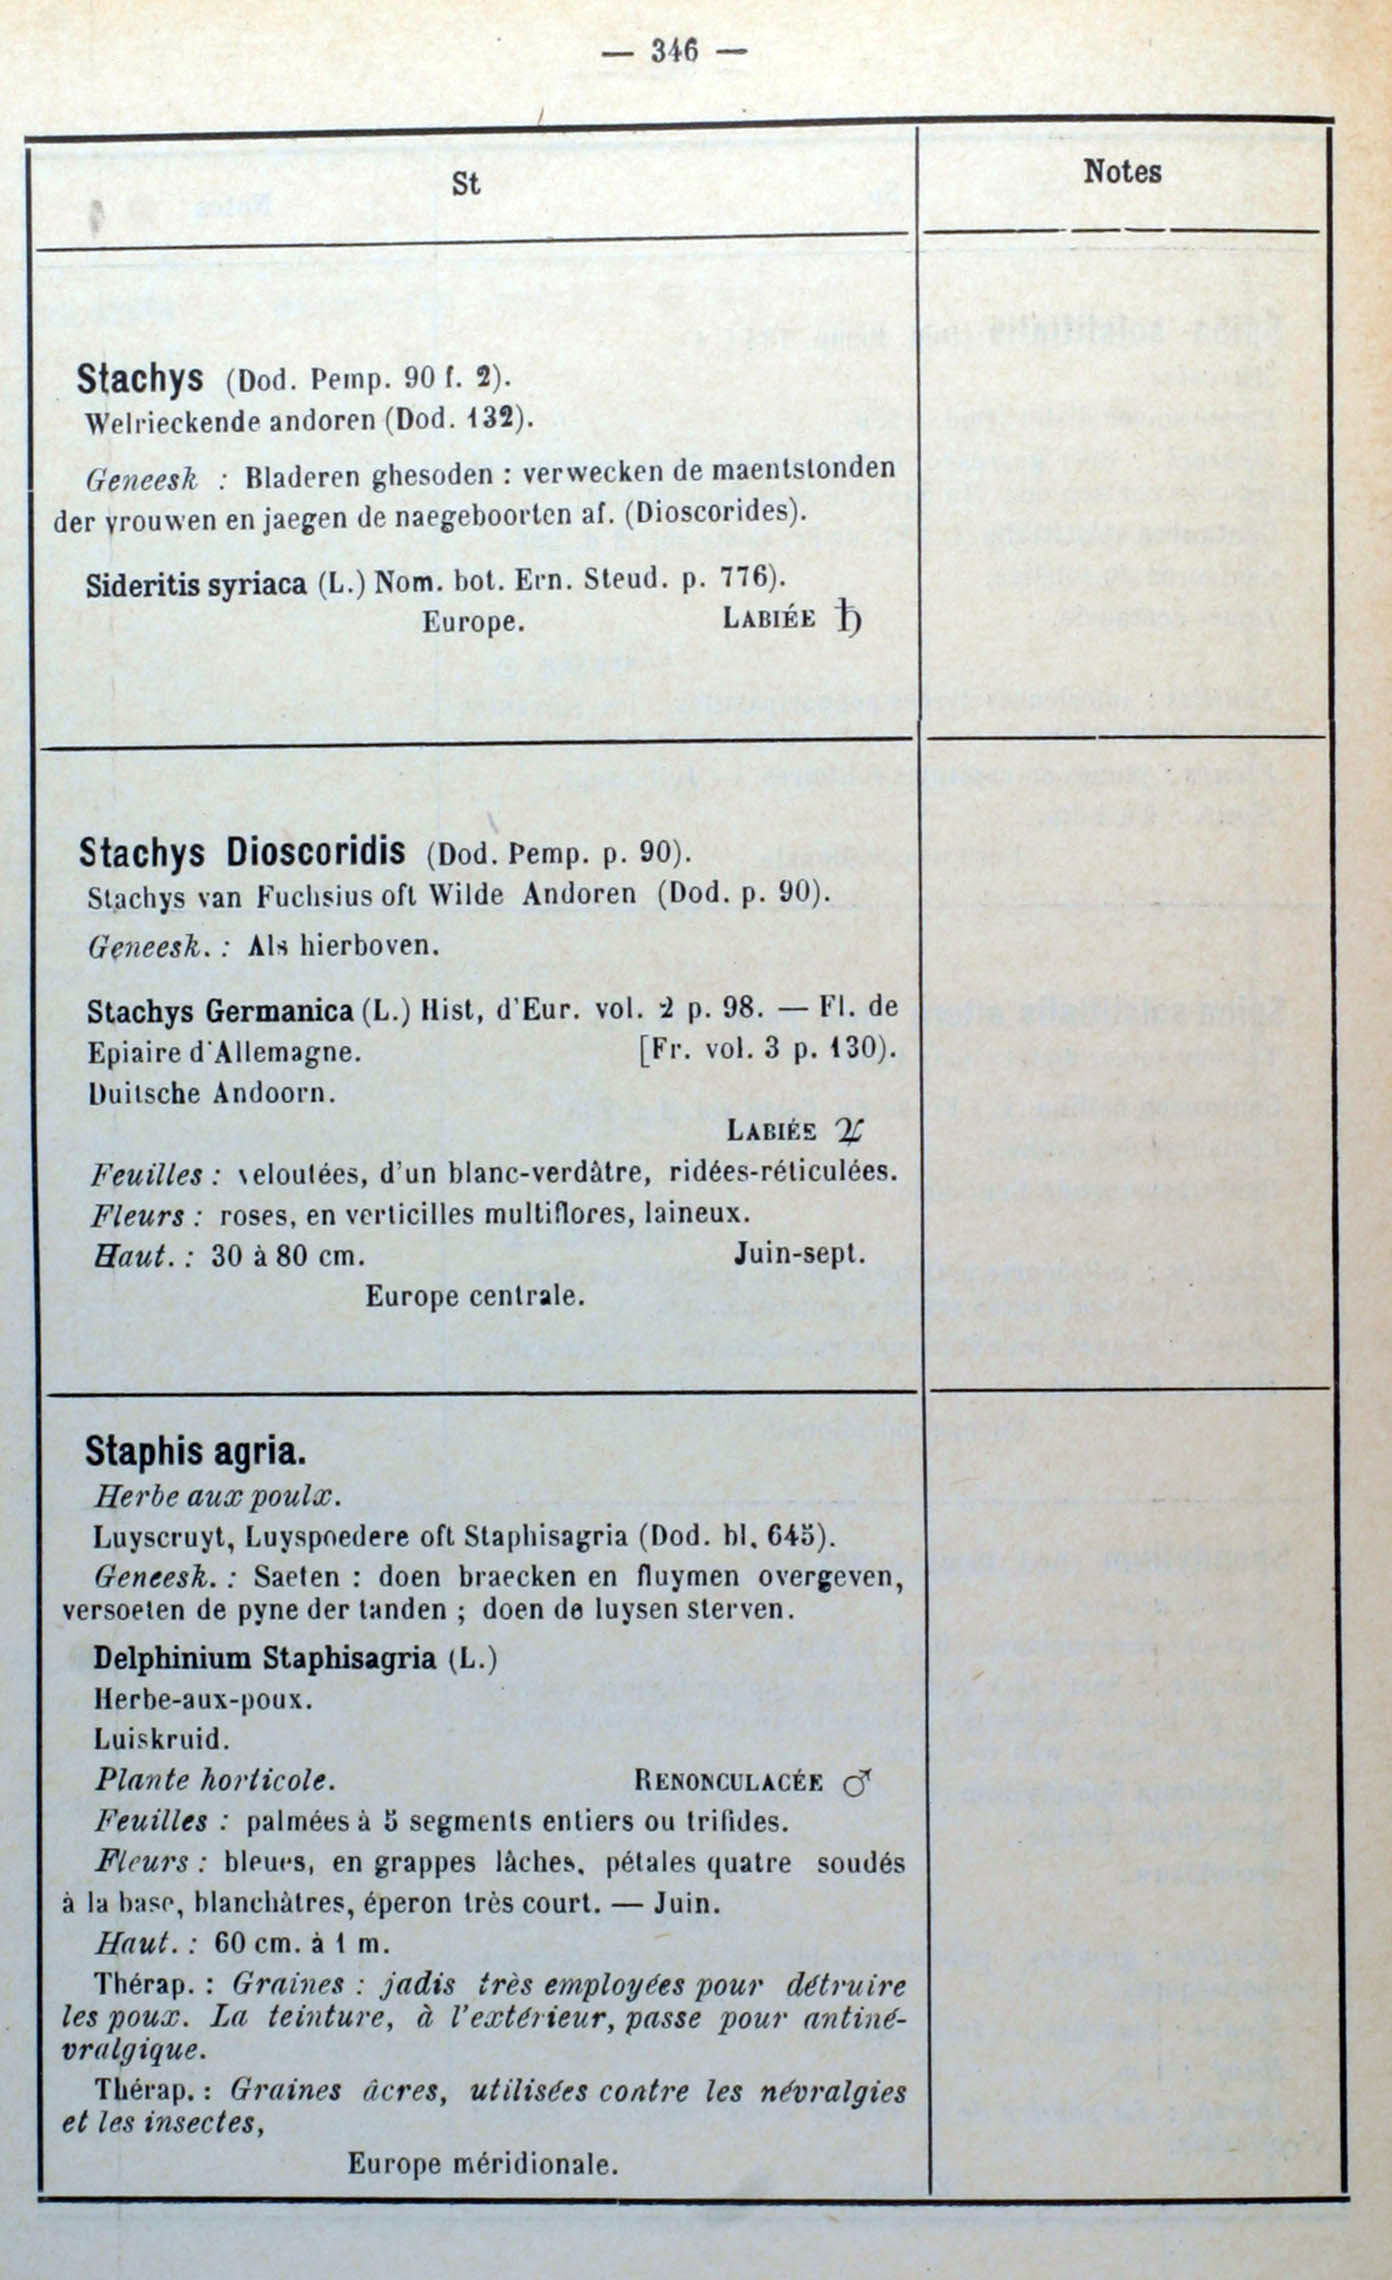 — 346 —
St
Notes
Stachys (Dod. Pemp. 90 f. 2).
Welrieckende andoren (Dod. 132).
Geneesk : Bladeren ghesoden : verwecken de maentstonden
der vrouwen en jaegen de naegeboorten af. (Dioscorides).
Sideritis syriaca (L.) Nom. bot. Ern. Steud. p. 776).
Europe. LABIÉE ♄
Stachys Dioscoridis (Dod. Pemp. p. 90).
Stachys van Fuchsius oft Wilde Andoren (Dod. p. 90).
Geneesk. : Als hierboven.
Stachys Germanica (L.) Hist, d'Eur. vol. 2 p. 98. — Fl. de
Epiaire d'Allemagne. [Fr. vol. 3 p. 130).
Duitsche Andoorn.
LABIÉE ♃
Feuilles : veloutées, d'un blanc-verdâtre, ridées-réticulées.
Fleurs : roses, en verticilles multiflores, laineux.
Haut. : 30 à 80 cm. Juin-sept.
Europe centrale.
Staphis agria.
Herbe aux poulx.
Luyscruyt, Luyspoedere oft Staphisagria (Dod. bl. 645).
Geneesk. : Saeten : doen braecken en fluymen overgeven,
versoeten de pyne der tanden ; doen de luysen sterven.
Delphinium Staphisagria (L.)
Herbe-aux-poux.
Luiskruid.
Plante horticole. RENONCULACÉE ♂
Feuilles : palmées à 5 segments entiers ou trifides.
Fleurs : bleues, en grappes lâches, pétales quatre soudés
à la base, blanchâtres, éperon très court. — Juin.
Haut. : 60 cm. à 1 m.
Thérap. : Graines : jadis très employées pour détruire
les poux. La teinture, à l'extérieur, passe pour antiné-
vralgique.
Thérap. : Graines âcres, utilisées contre les névralgies
et les insectes,
Europe méridionale.